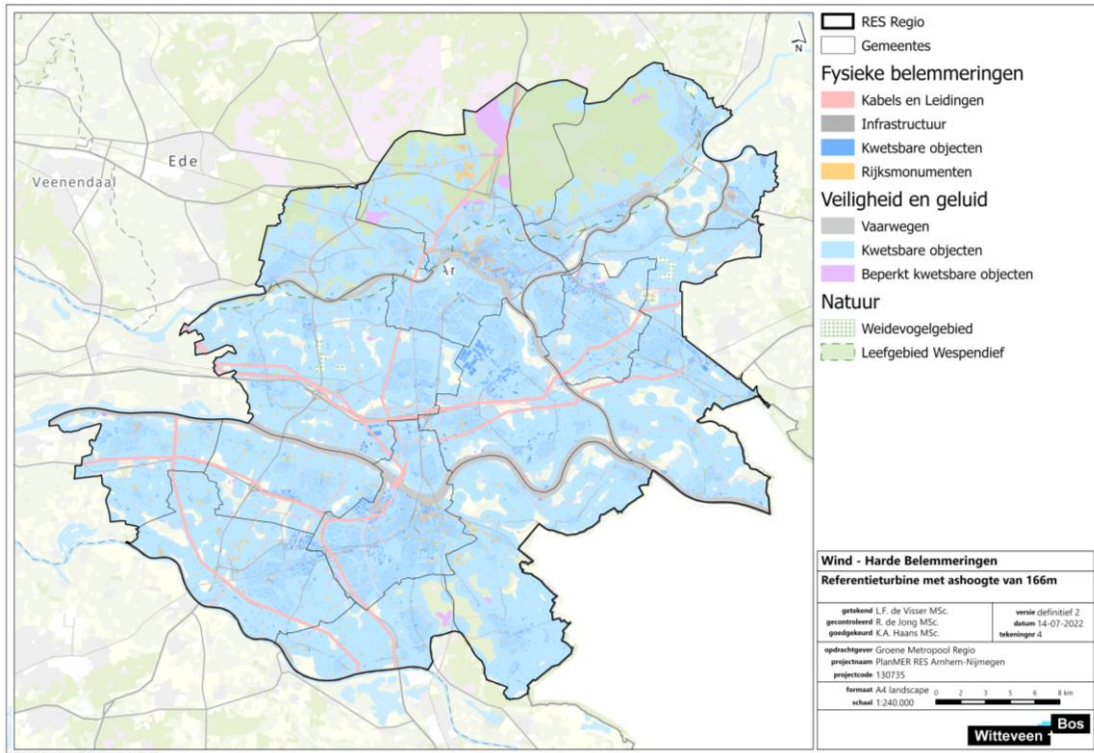 N
Ede
Veenendaal
Ar
RES Regio
Gemeentes
Fysieke belemmeringen
Kabels en Leidingen
Infrastructuur
Kwetsbare objecten
Rijksmonumenten
Veiligheid en geluid
Vaarwegen
Kwetsbare objecten
Beperkt kwetsbare objecten
Natuur
Weidevogelgebied
Leefgebied Wespendief
Wind - Harde Belemmeringen
Referentieturbine met ashoogte van 166m
getekend L.F. de Visser MSc. versie definitief 2
gecontroleerd R. de Jong MSc. datum 14-07-2022
goedgekeurd K.A. Haans MSc. tekeningnr 4
opdrachtgever Groene Metropool Regio
projectnaam PlanMER RES Arnhem-Nijmegen
projectcode 130735
formaat A4 landscape 0 2 3 5 6 8 km
schaal 1:240.000
Witteveen + Bos